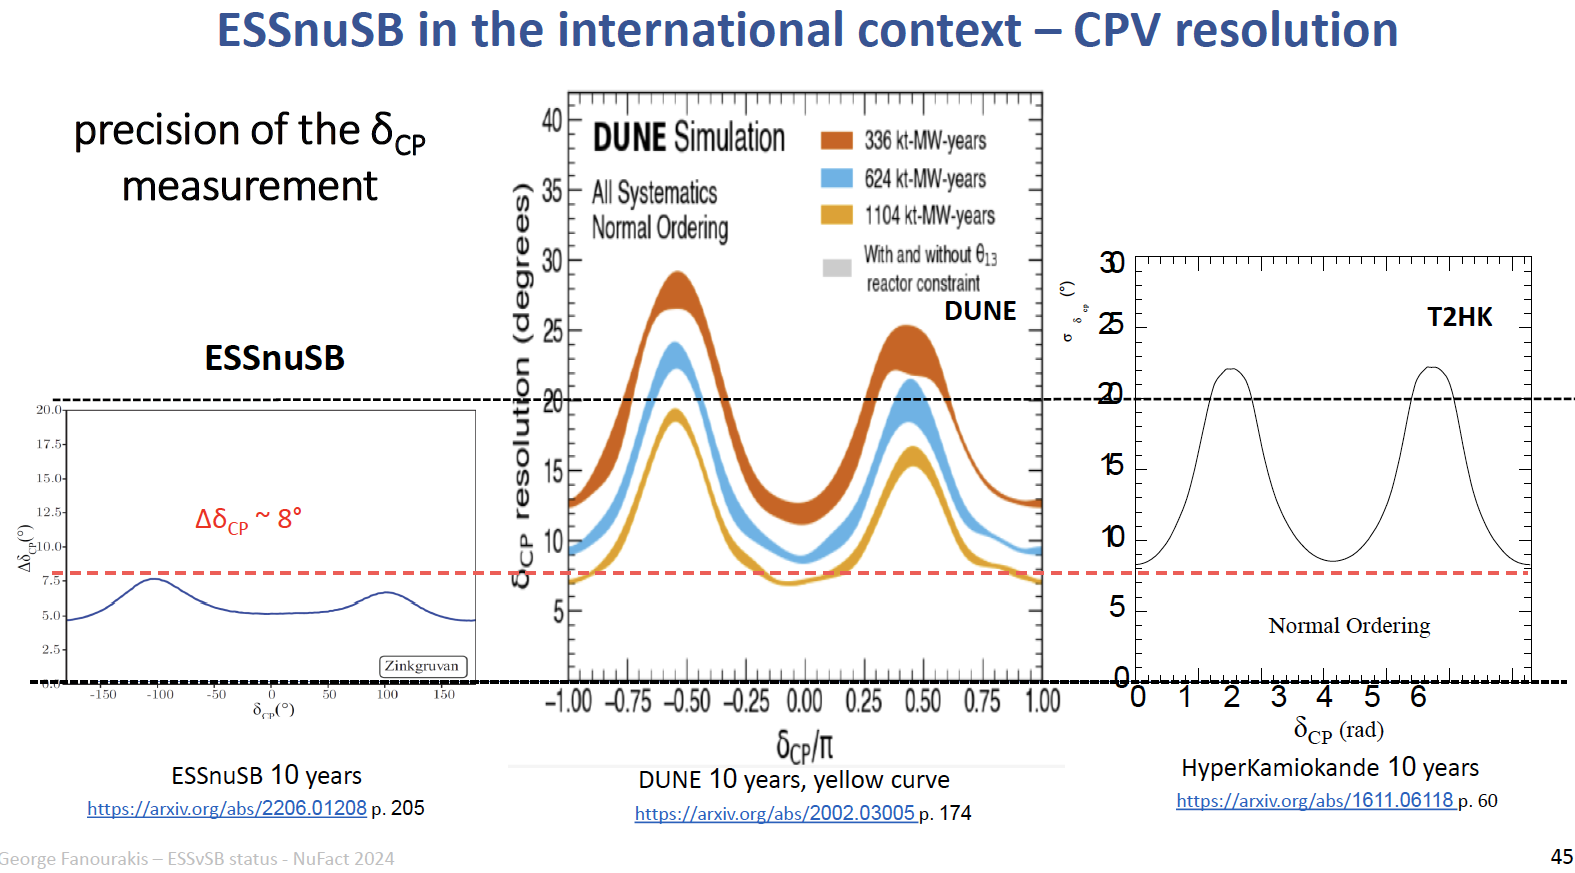 ESSnuSB in the international context – CPV resolution
precision of the δCP
measurement
ESSnuSB
20.0
17.5
15.0
12.5
10.0
7.5
5.0
2.5
0.0
ΔδCP(°)
ΔδCP ~ 8°
Zinkgruvan
-150 -100 -50 0 50 100 150
δCP(°)
ESSnuSB 10 years
https://arxiv.org/abs/2206.01208 p. 205
DUNE Simulation
All Systematics
Normal Ordering
336 kt-MW-years
624 kt-MW-years
1104 kt-MW-years
With and without θ13
reactor constraint
DUNE
δCP resolution (degrees)
40
35
30
25
20
15
10
5
−1.00 −0.75 −0.50 −0.25 0.00 0.25 0.50 0.75 1.00
δCP/π
DUNE 10 years, yellow curve
https://arxiv.org/abs/2002.03005 p. 174
T2HK
σδcp (°)
30
25
20
15
10
5
0
Normal Ordering
0 1 2 3 4 5 6
δCP (rad)
HyperKamiokande 10 years
https://arxiv.org/abs/1611.06118 p. 60
George Fanourakis – ESSvSB status - NuFact 2024
45